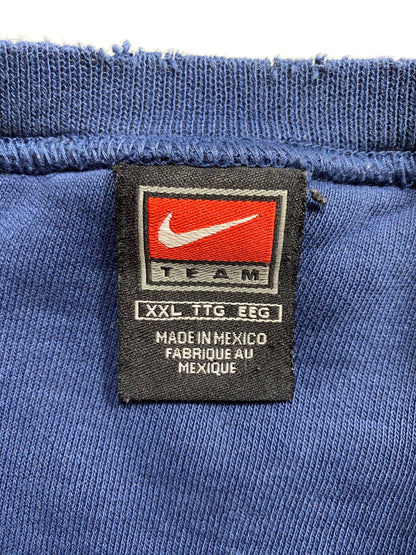 TEAM
XXL TTG EEG
MADE IN MEXICO
FABRIQUE AU
MEXIQUE